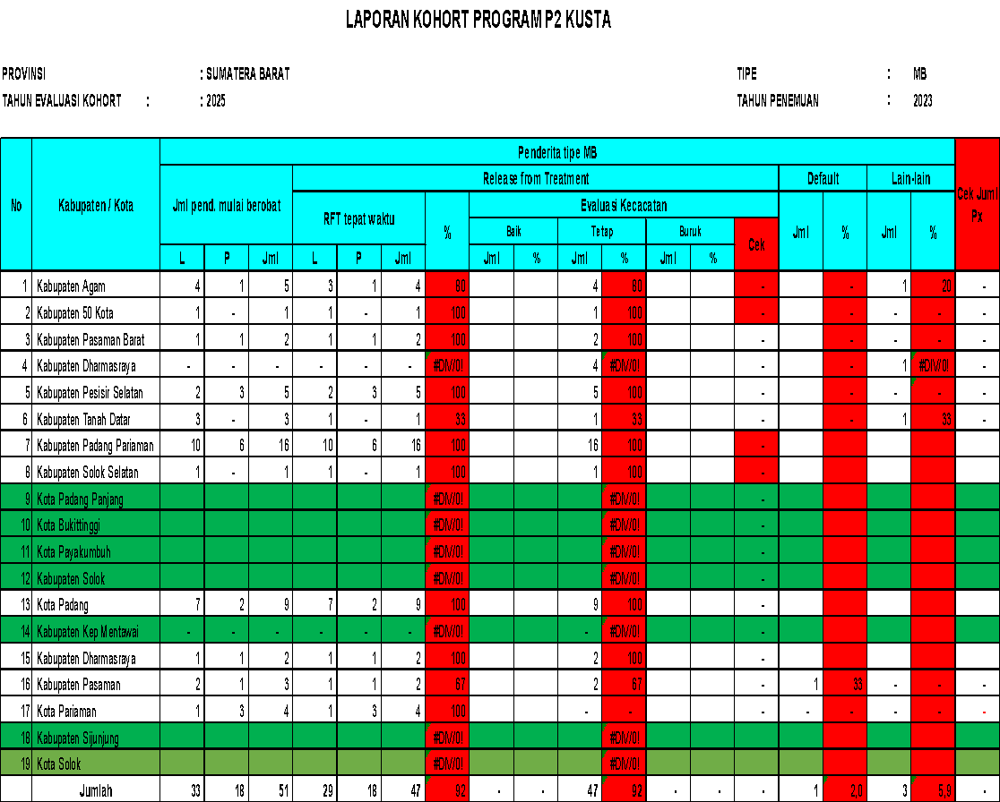 LAPORAN KOHORT PROGRAM P2 KUSTA
PROVINSI : SUMATERA BARAT TIPE : MB
TAHUN EVALUASI KOHORT : : 2025 TAHUN PENEMUAN : 2023
No Kabupaten / Kota Penderita tipe MB Cek Juml Px
Jml pend. mulai berobat Release from Treatment Default Lain-lain
RFT tepat waktu % Evaluasi Kecacatan Jml % Jml %
Baik Tetap Buruk Cek
L P Jml L P Jml Jml % Jml % Jml %
1 Kabupaten Agam 4 1 5 3 1 4 80 4 80 - - 1 20 -
2 Kabupaten 50 Kota 1 - 1 1 - 1 100 1 100 - - - - -
3 Kabupaten Pasaman Barat 1 1 2 1 1 2 100 2 100 - - - - -
4 Kabupaten Dharmasraya - - - - - - #DIV/0! 4 #DIV/0! - - 1 #DIV/0! -
5 Kabupaten Pesisir Selatan 2 3 5 2 3 5 100 5 100 - - - - -
6 Kabupaten Tanah Datar 3 - 3 1 - 1 33 1 33 - - 1 33 -
7 Kabupaten Padang Pariaman 10 6 16 10 6 16 100 16 100 -
8 Kabupaten Solok Selatan 1 - 1 1 - 1 100 1 100 -
9 Kota Padang Panjang #DIV/0! #DIV/0! -
10 Kota Bukittinggi #DIV/0! #DIV/0! -
11 Kota Payakumbuh #DIV/0! #DIV/0! -
12 Kabupaten Solok #DIV/0! #DIV/0! -
13 Kota Padang 7 2 9 7 2 9 100 9 100 -
14 Kabupaten Kep Mentawai - - - - - - #DIV/0! - #DIV/0! -
15 Kabupaten Dharmasraya 1 1 2 1 1 2 100 2 100 -
16 Kabupaten Pasaman 2 1 3 1 1 2 67 2 67 - 1 33 - - -
17 Kota Pariaman 1 3 4 1 3 4 100 - - - - - - - -
18 Kabupaten Sijunjung #DIV/0! #DIV/0! -
19 Kota Solok #DIV/0! #DIV/0! -
Jumlah 33 18 51 29 18 47 92 - - 47 92 - - - 1 2,0 3 5,9 -